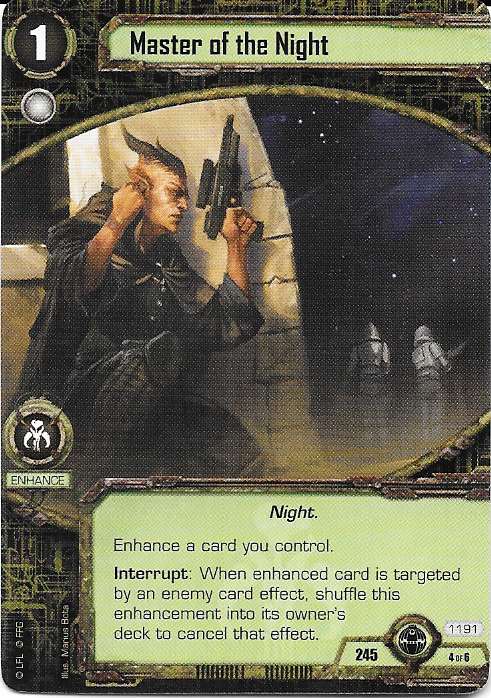 1
Master of the Night
ENHANCE
Night.
Enhance a card you control.
Interrupt: When enhanced card is targeted
by an enemy card effect, shuffle this
enhancement into its owner's
deck to cancel that effect.
1191
245
4 OF 6
© LFL © FFG
Illus. Marius Bota